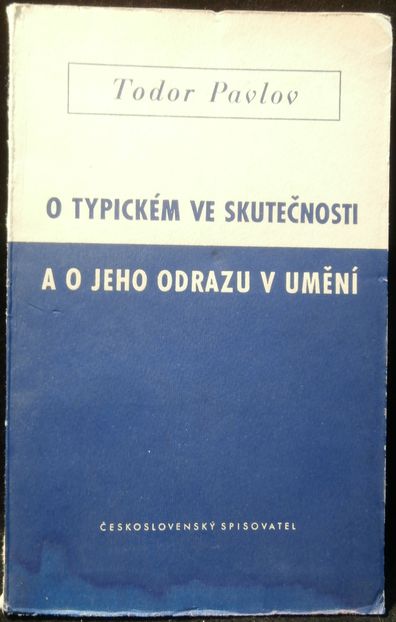 Todor Pavlov
O TYPICKÉM VE SKUTEČNOSTI
A O JEHO ODRAZU V UMĚNÍ
ČESKOSLOVENSKÝ SPISOVATEL